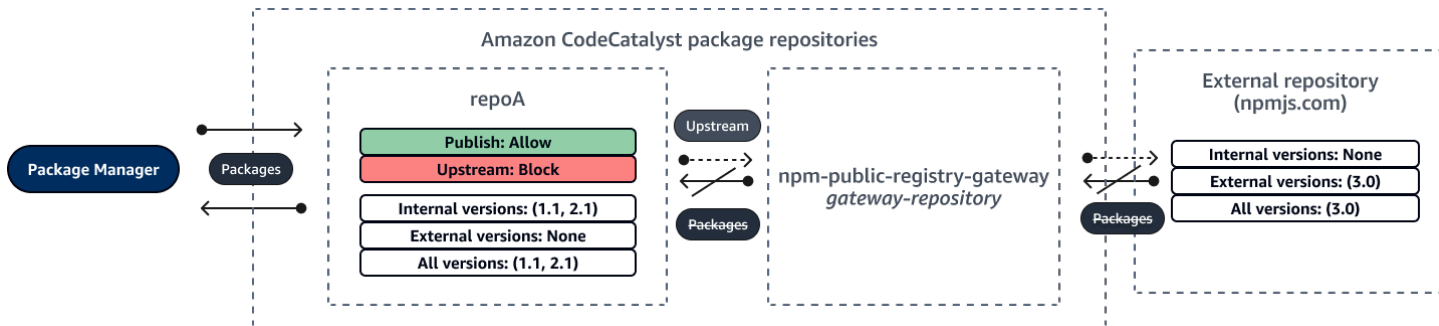 Amazon CodeCatalyst package repositories
Package Manager
Packages
repoA
Publish: Allow
Upstream: Block
Internal versions: (1.1, 2.1)
External versions: None
All versions: (1.1, 2.1)
Upstream
Packages
npm-public-registry-gateway
gateway-repository
Packages
External repository
(npmjs.com)
Internal versions: None
External versions: (3.0)
All versions: (3.0)